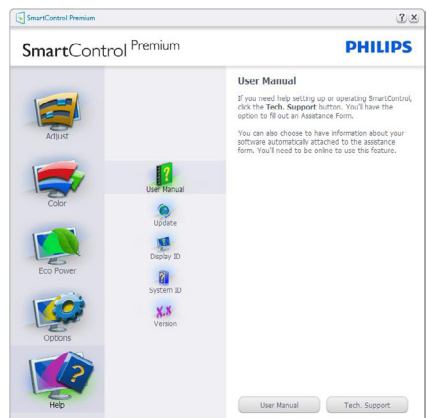 SmartControl Premium
? x
SmartControl Premium
PHILIPS
Adjust
Color
Eco Power
Options
Help
User Manual
Update
Display ID
System ID
X.X
Version
User Manual
If you need help setting up or operating SmartControl,
click the Tech. Support button. You'll have the
option to fill out an Assistance Form.
You can also choose to have information about your
software automatically attached to the assistance
form. You'll need to be online to use this feature.
User Manual
Tech. Support